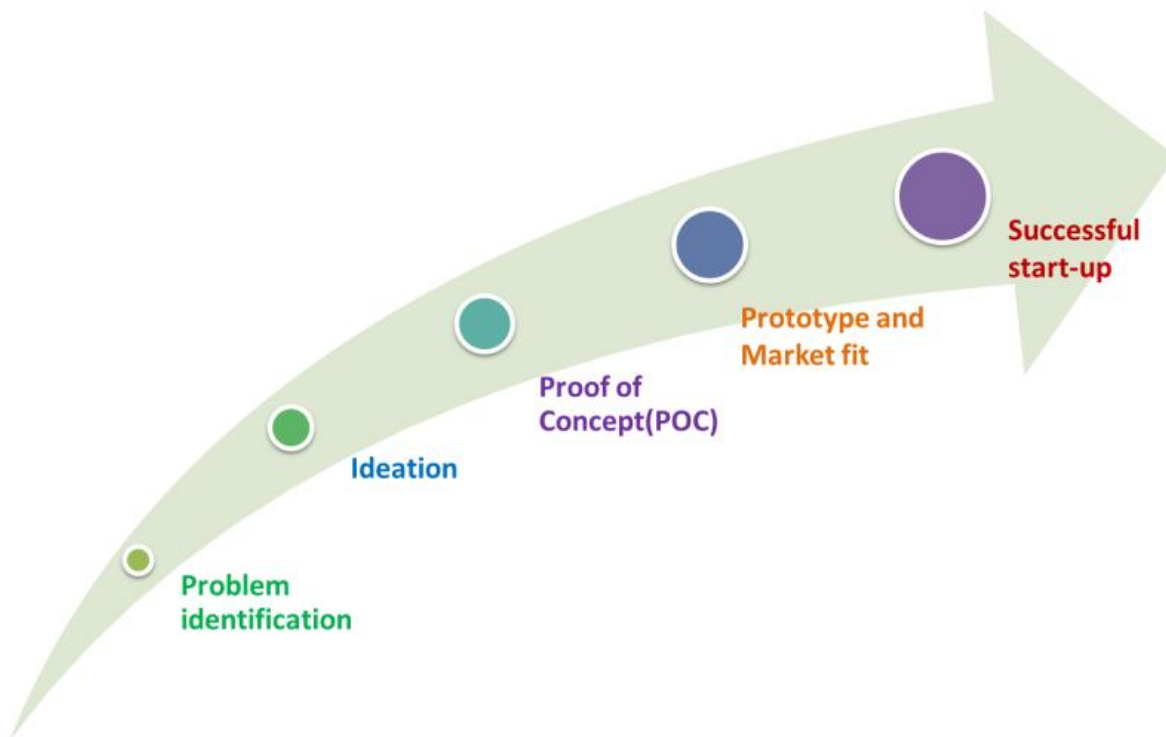 Successful
start-up
Prototype and
Market fit
Proof of
Concept(POC)
Ideation
Problem
identification